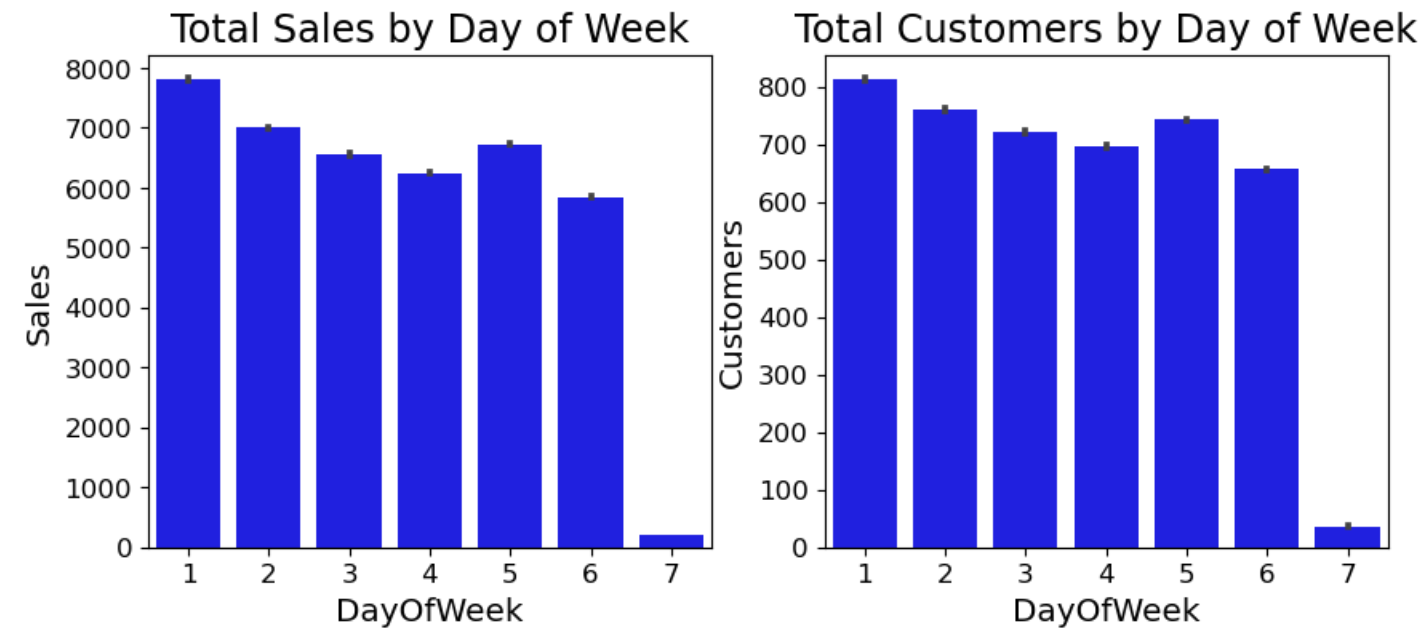 Total Sales by Day of Week
8000
7000
6000
5000
4000
3000
2000
1000
0
Sales
1 2 3 4 5 6 7
DayOfWeek
Total Customers by Day of Week
800
700
600
500
400
300
200
100
0
Customers
1 2 3 4 5 6 7
DayOfWeek